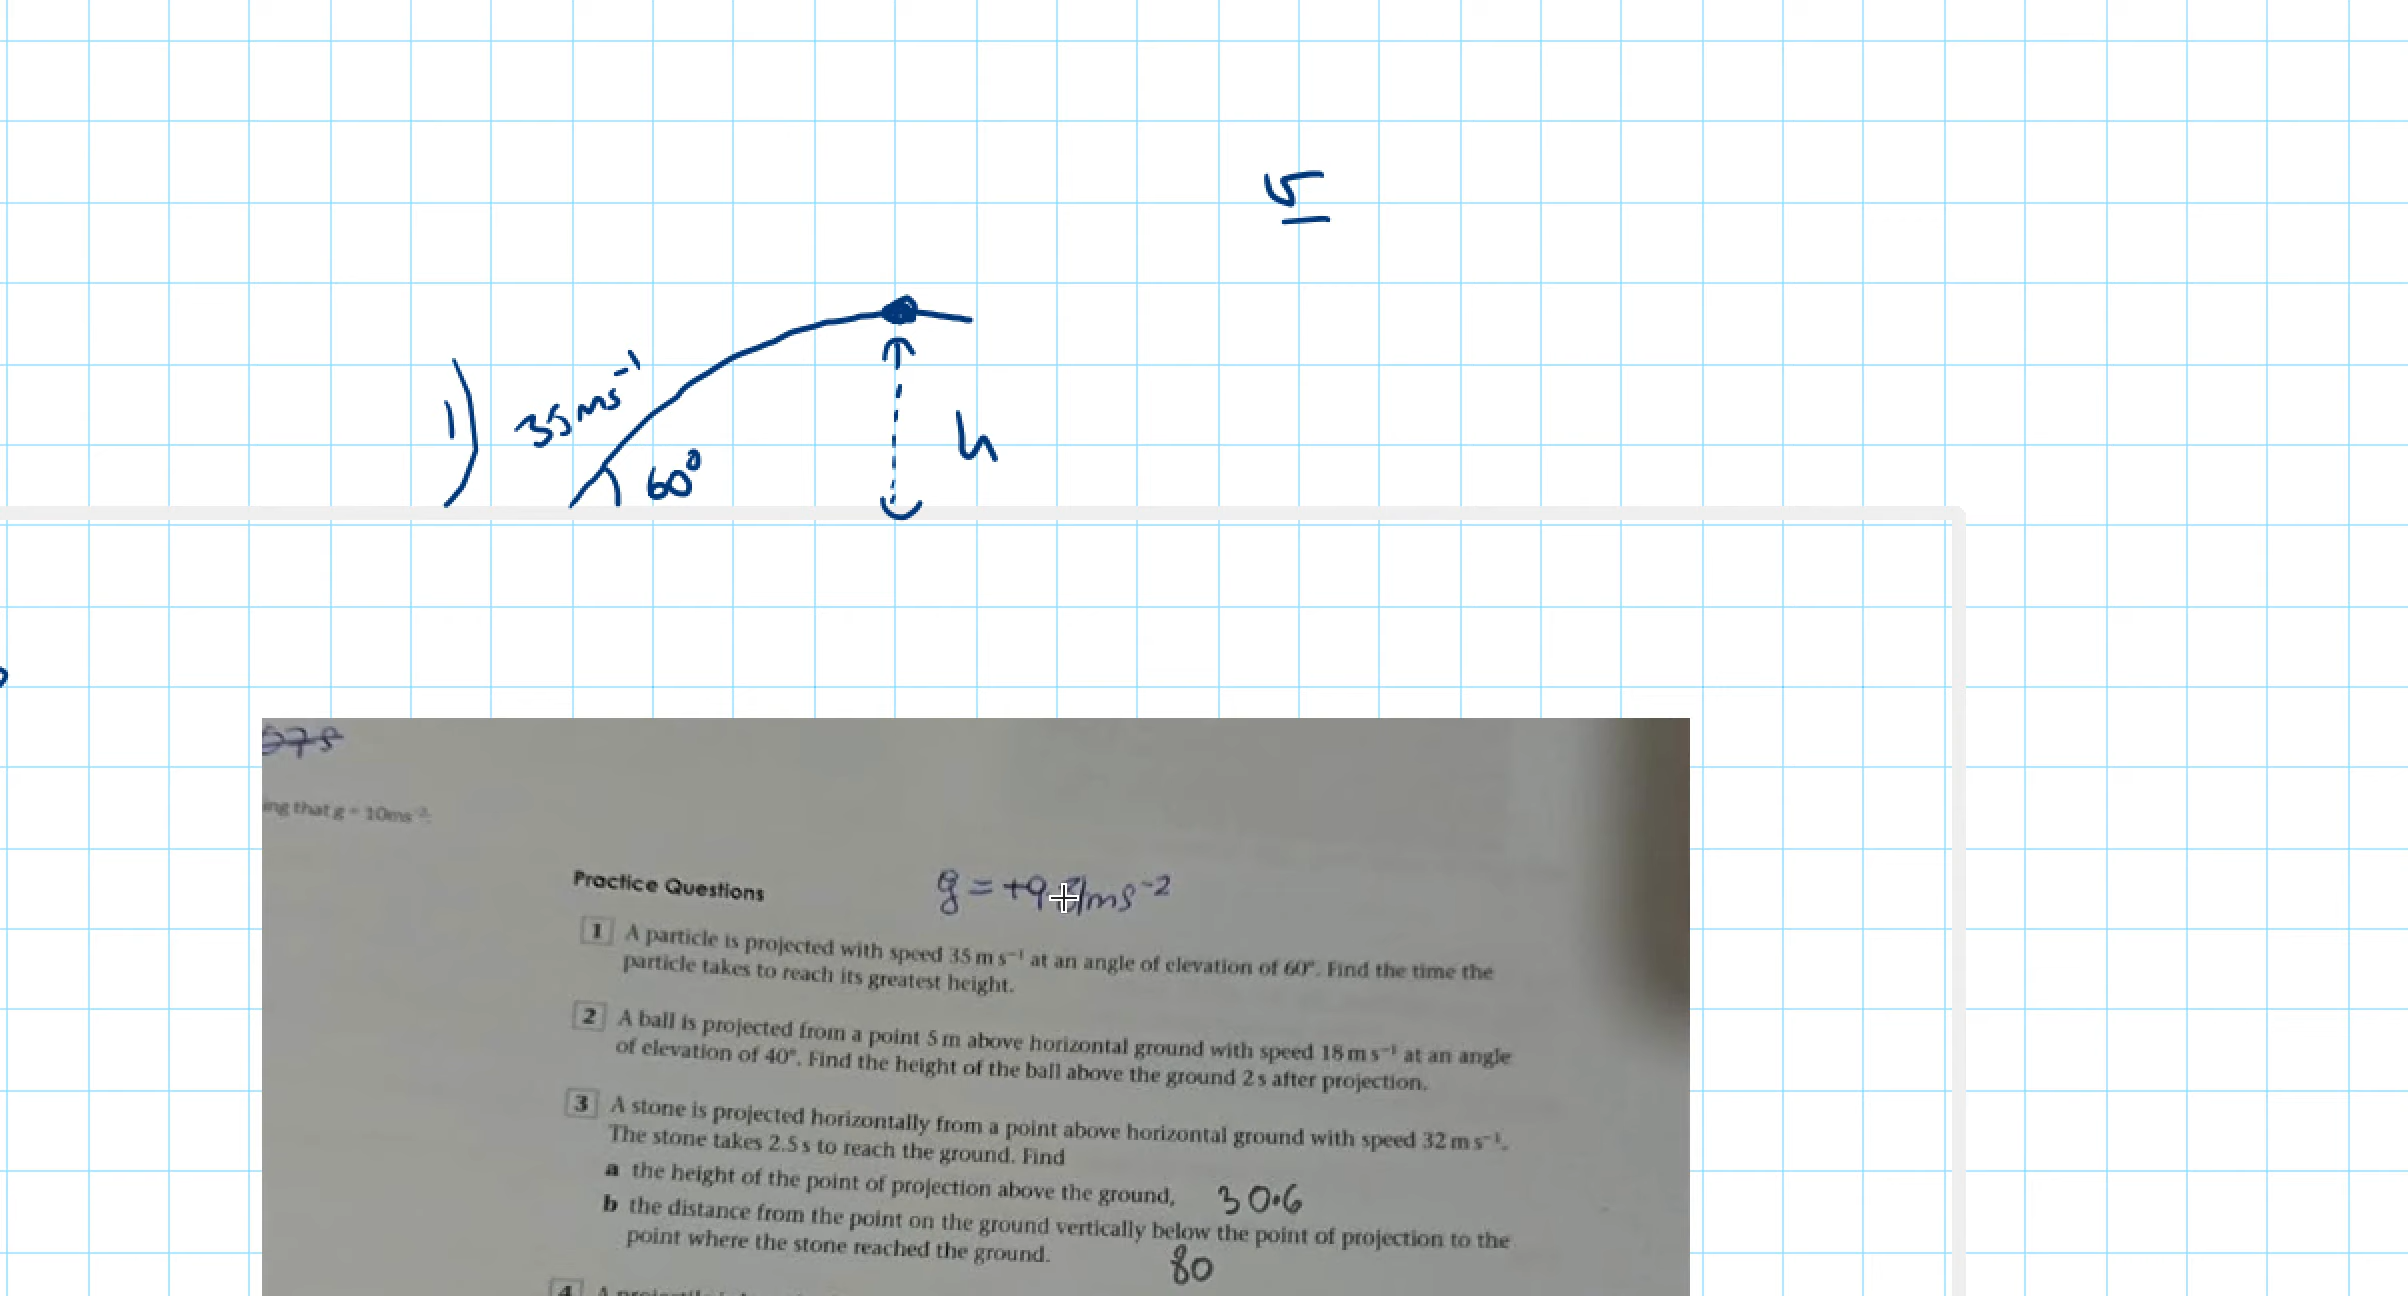 5
1) 35ms⁻¹
60°
h
ing that g = 10ms⁻².
Practice Questions
g = +9.81ms⁻²
1 A particle is projected with speed 35 m s⁻¹ at an angle of elevation of 60°. Find the time the
particle takes to reach its greatest height.
2 A ball is projected from a point 5 m above horizontal ground with speed 18 m s⁻¹ at an angle
of elevation of 40°. Find the height of the ball above the ground 2 s after projection.
3 A stone is projected horizontally from a point above horizontal ground with speed 32 m s⁻¹.
The stone takes 2.5 s to reach the ground. Find
a the height of the point of projection above the ground, 30.6
b the distance from the point on the ground vertically below the point of projection to the
point where the stone reached the ground. 80
4 A